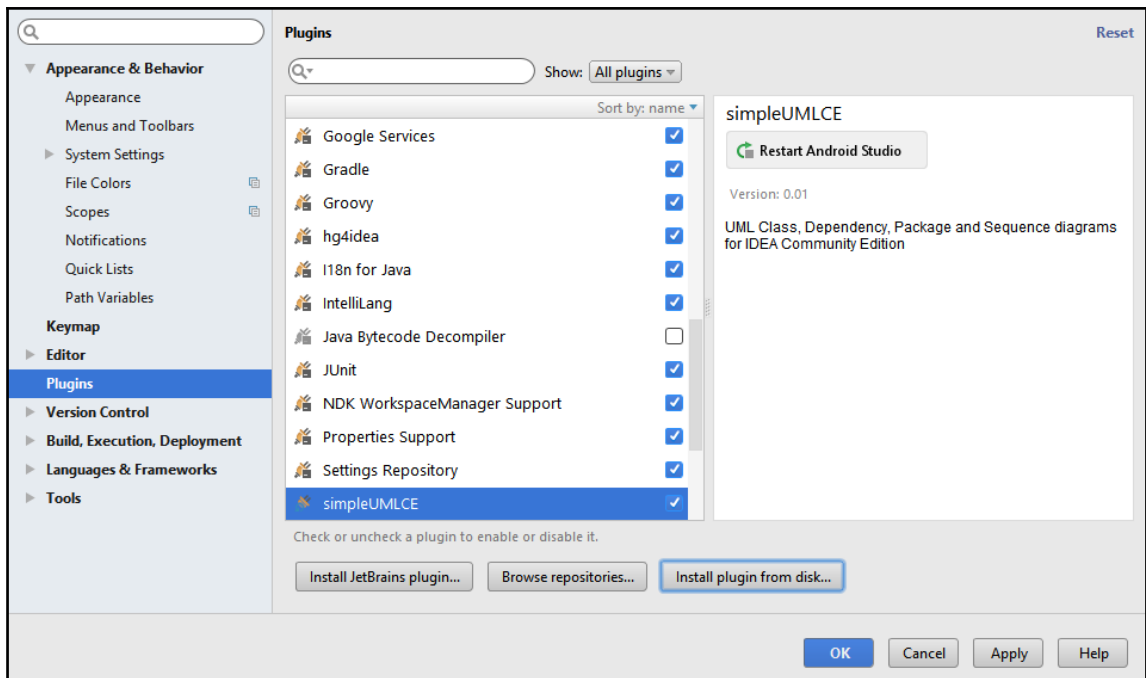 Appearance & Behavior
Appearance
Menus and Toolbars
System Settings
File Colors
Scopes
Notifications
Quick Lists
Path Variables
Keymap
Editor
Plugins
Version Control
Build, Execution, Deployment
Languages & Frameworks
Tools
Plugins
Reset
Show: All plugins
Sort by: name
Google Services
Gradle
Groovy
hg4idea
I18n for Java
IntelliLang
Java Bytecode Decompiler
JUnit
NDK WorkspaceManager Support
Properties Support
Settings Repository
simpleUMLCE
Check or uncheck a plugin to enable or disable it.
Install JetBrains plugin...
Browse repositories...
Install plugin from disk...
simpleUMLCE
Restart Android Studio
Version: 0.01
UML Class, Dependency, Package and Sequence diagrams
for IDEA Community Edition
OK
Cancel
Apply
Help